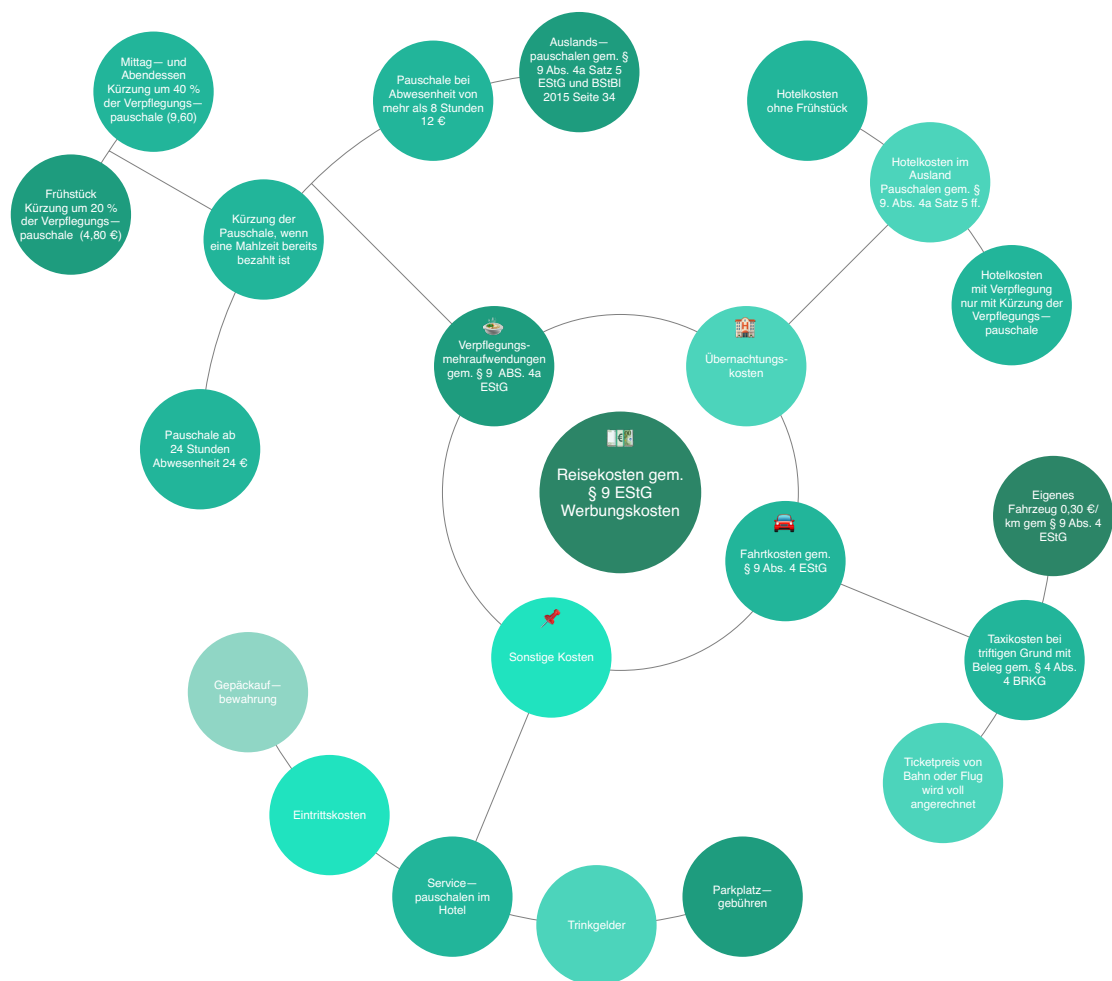 Mittag— und
Abendessen
Kürzung um 40 %
der Verpflegungs—
pauschale (9,60)
Frühstück
Kürzung um 20 %
der Verpflegungs—
pauschale  (4,80 €)
Kürzung der
Pauschale, wenn
eine Mahlzeit bereits
bezahlt ist
Pauschale ab
24 Stunden
Abwesenheit 24 €
Pauschale bei
Abwesenheit von
mehr als 8 Stunden
12 €
Auslands—
pauschalen gem. §
9 Abs. 4a Satz 5
EStG und BStBl
2015 Seite 34
Verpflegungs-
mehraufwendungen
gem. § 9  ABS. 4a
EStG
Hotelkosten
ohne Frühstück
Hotelkosten im
Ausland
Pauschalen gem. §
9. Abs. 4a Satz 5 ff.
Hotelkosten
mit Verpflegung
nur mit Kürzung der
Verpflegungs—
pauschale
Übernachtungs-
kosten
Reisekosten gem.
§ 9 EStG
Werbungskosten
Fahrtkosten gem.
§ 9 Abs. 4 EStG
Eigenes
Fahrzeug 0,30 €/
km gem § 9 Abs. 4
EStG
Taxikosten bei
triftigen Grund mit
Beleg gem. § 4 Abs.
4 BRKG
Ticketpreis von
Bahn oder Flug
wird voll
angerechnet
Sonstige Kosten
Gepäckauf—
bewahrung
Eintrittskosten
Service—
pauschalen im
Hotel
Trinkgelder
Parkplatz—
gebühren